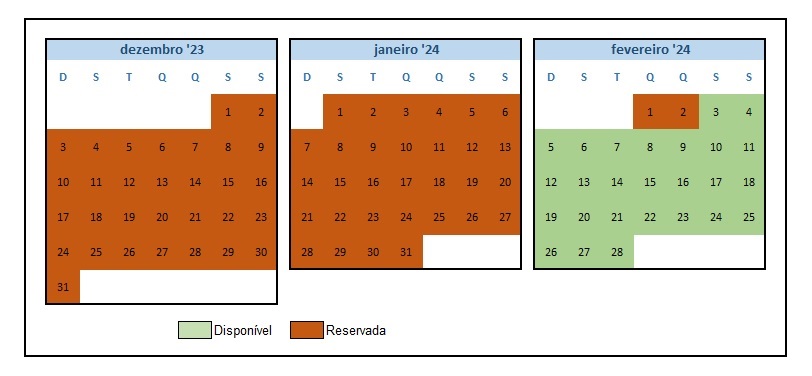 dezembro '23
D S T Q Q S S
1 2
3 4 5 6 7 8 9
10 11 12 13 14 15 16
17 18 19 20 21 22 23
24 25 26 27 28 29 30
31
janeiro '24
D S T Q Q S S
1 2 3 4 5 6
7 8 9 10 11 12 13
14 15 16 17 18 19 20
21 22 23 24 25 26 27
28 29 30 31
fevereiro '24
D S T Q Q S S
1 2 3 4
5 6 7 8 9 10 11
12 13 14 15 16 17 18
19 20 21 22 23 24 25
26 27 28
Disponível
Reservada